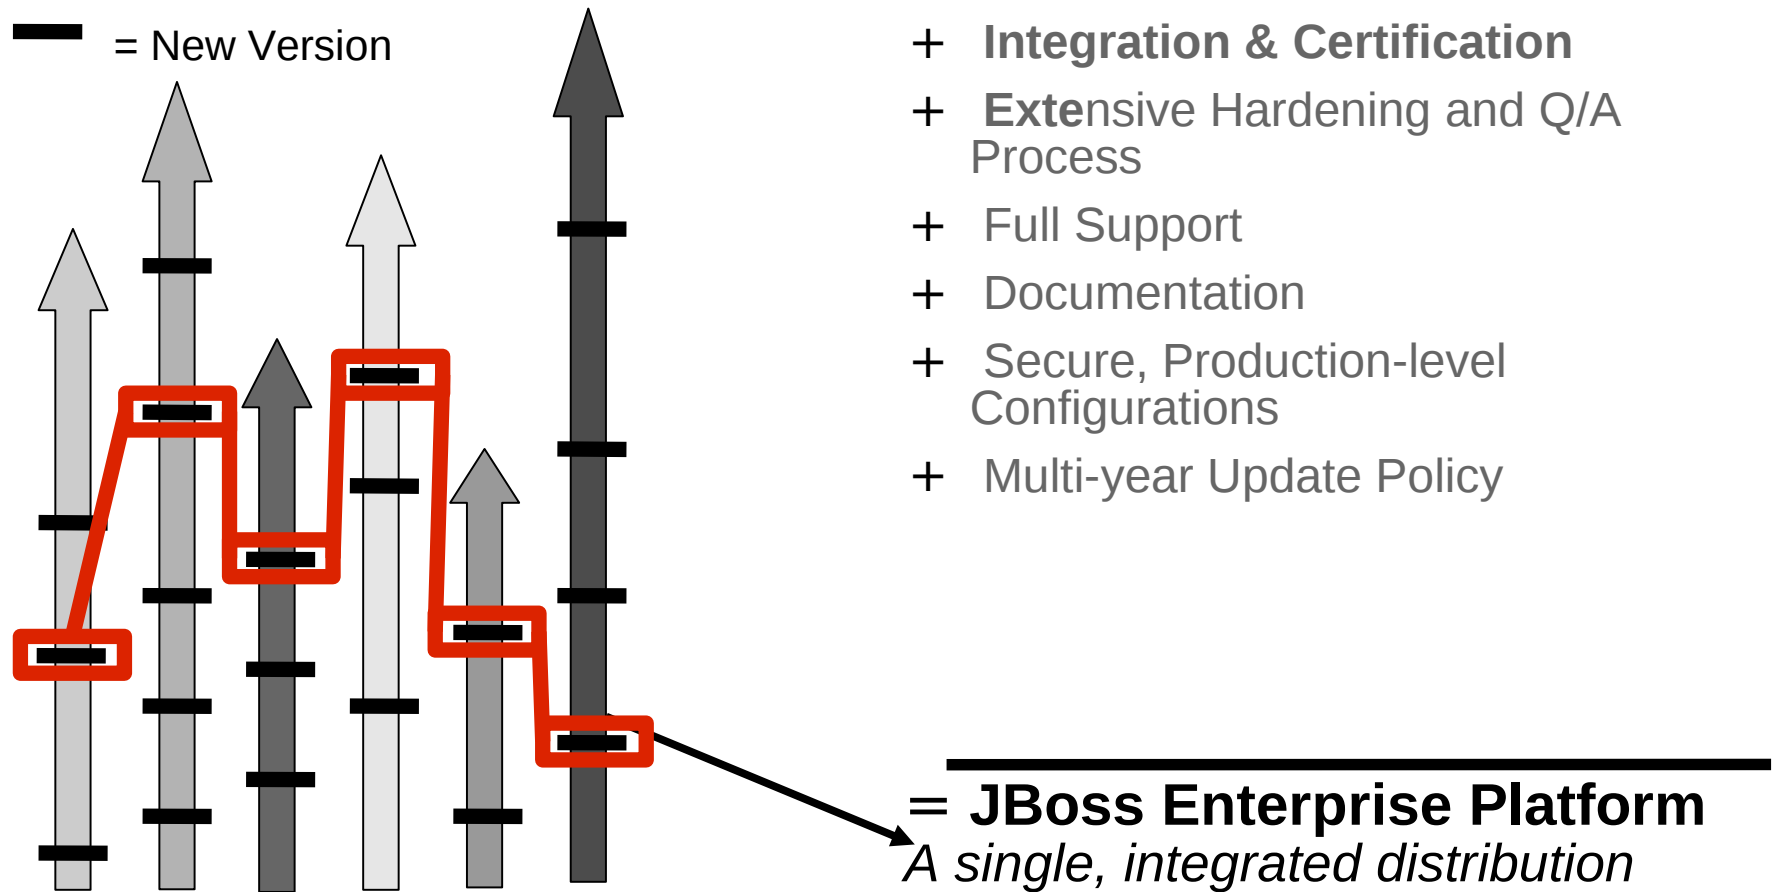 = New Version
+ Integration & Certification
+ Extensive Hardening and Q/A
Process
+ Full Support
+ Documentation
+ Secure, Production-level
Configurations
+ Multi-year Update Policy
= JBoss Enterprise Platform
A single, integrated distribution